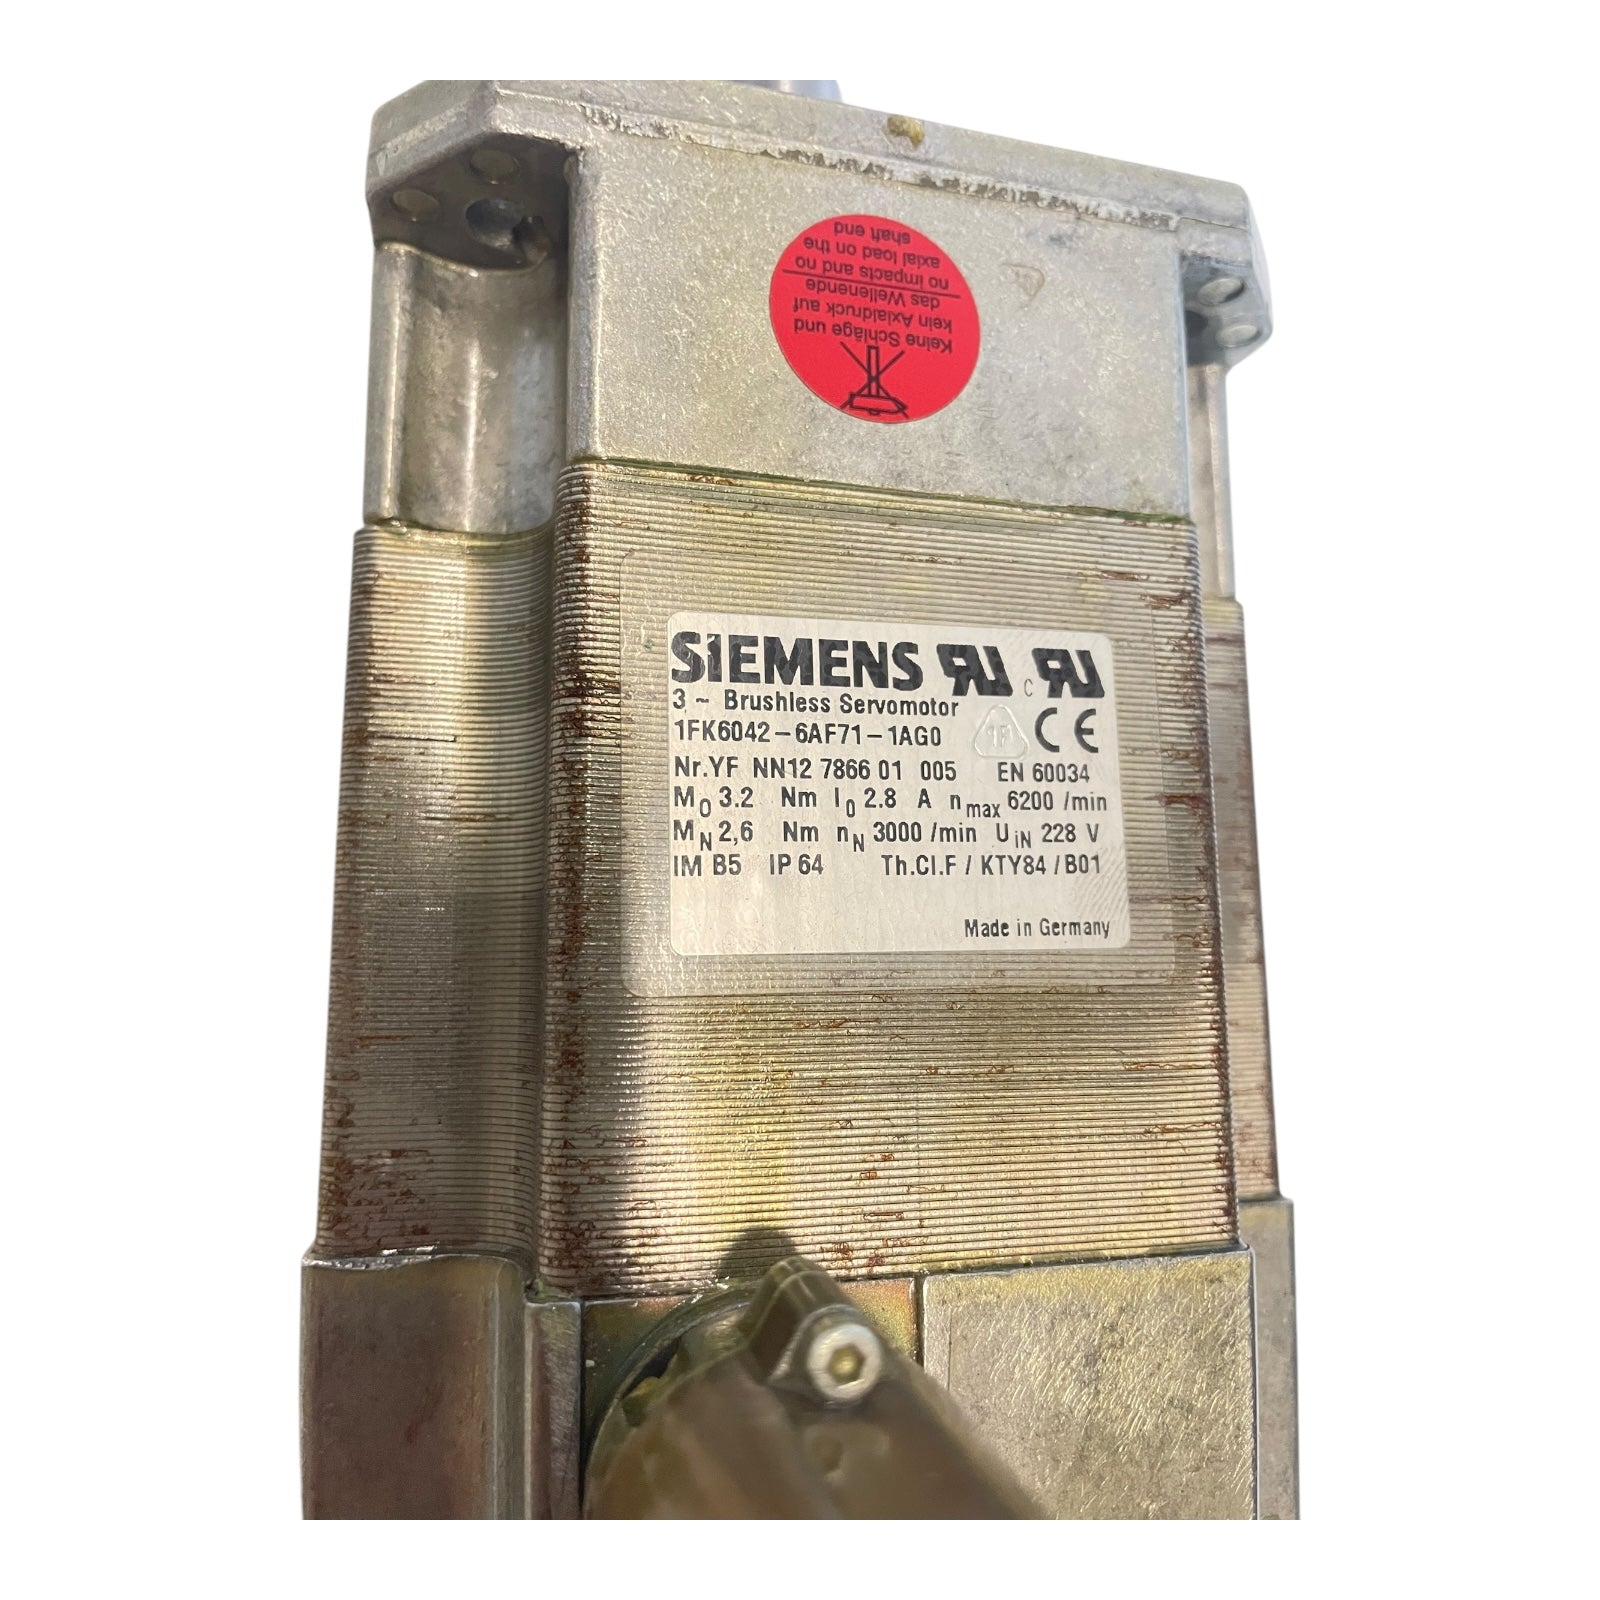 Keine Schläge und
kein Axialdruck auf
das Wellenende
no impacts and no
axial load on the
shaft end
SIEMENS RU c RU
3 ~ Brushless Servomotor
1FK6042-6AF71-1AG0 CE
Nr.YF NN12 7866 01 005 EN 60034
M0 3.2 Nm I0 2.8 A nmax 6200 /min
MN 2,6 Nm nN 3000 /min UiN 228 V
IM B5 IP 64 Th.Cl.F / KTY84 / B01
Made in Germany